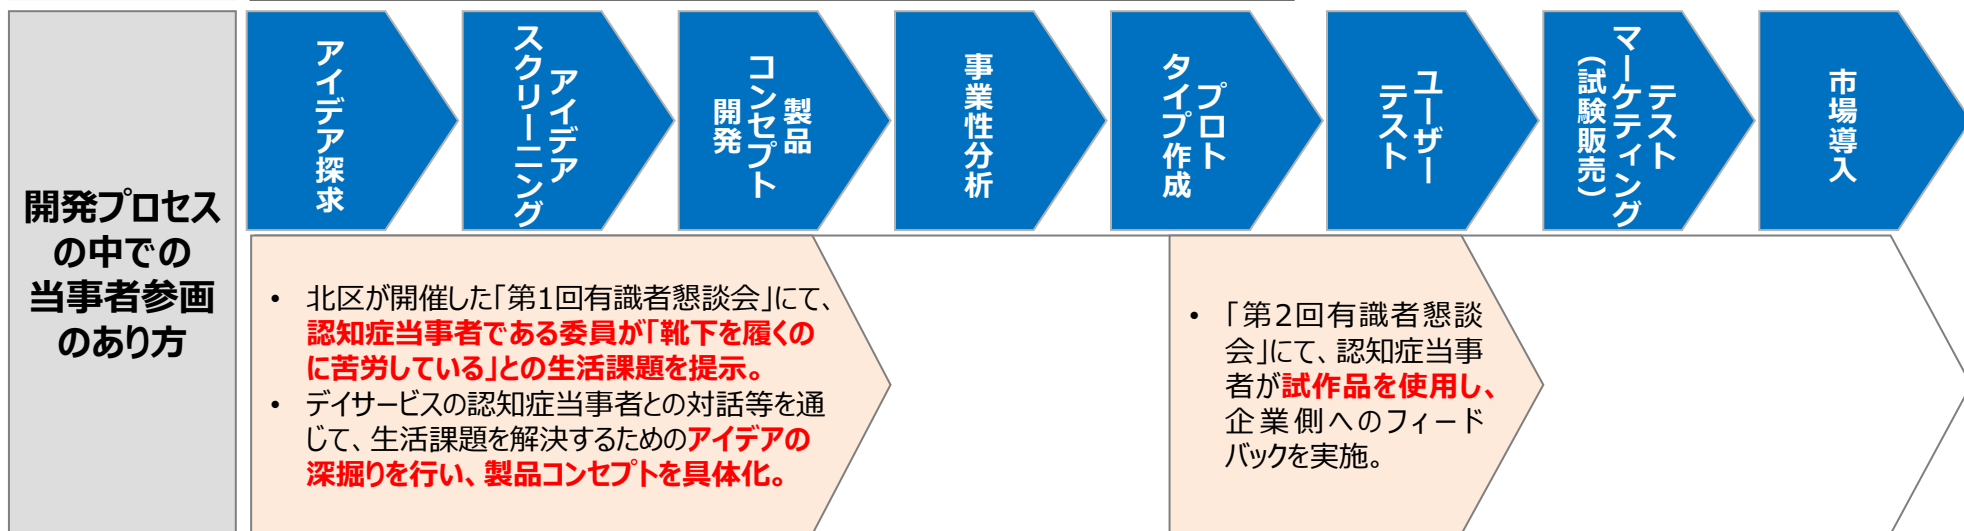 開発プロセス
の中での
当事者参画
のあり方
アイデア探求
アイデア
スクリーニング
製品
コンセプト
開発
事業性分析
プロト
タイプ作成
ユーザー
テスト
テスト
マーケティング
（試験販売）
市場導入
• 北区が開催した「第1回有識者懇談会」にて、
認知症当事者である委員が「靴下を履くの
に苦労している」との生活課題を提示。
• デイサービスの認知症当事者との対話等を通
じて、生活課題を解決するためのアイデアの
深掘りを行い、製品コンセプトを具体化。
• 「第2回有識者懇談
会」にて、認知症当事
者が試作品を使用し、
企業側へのフィード
バックを実施。